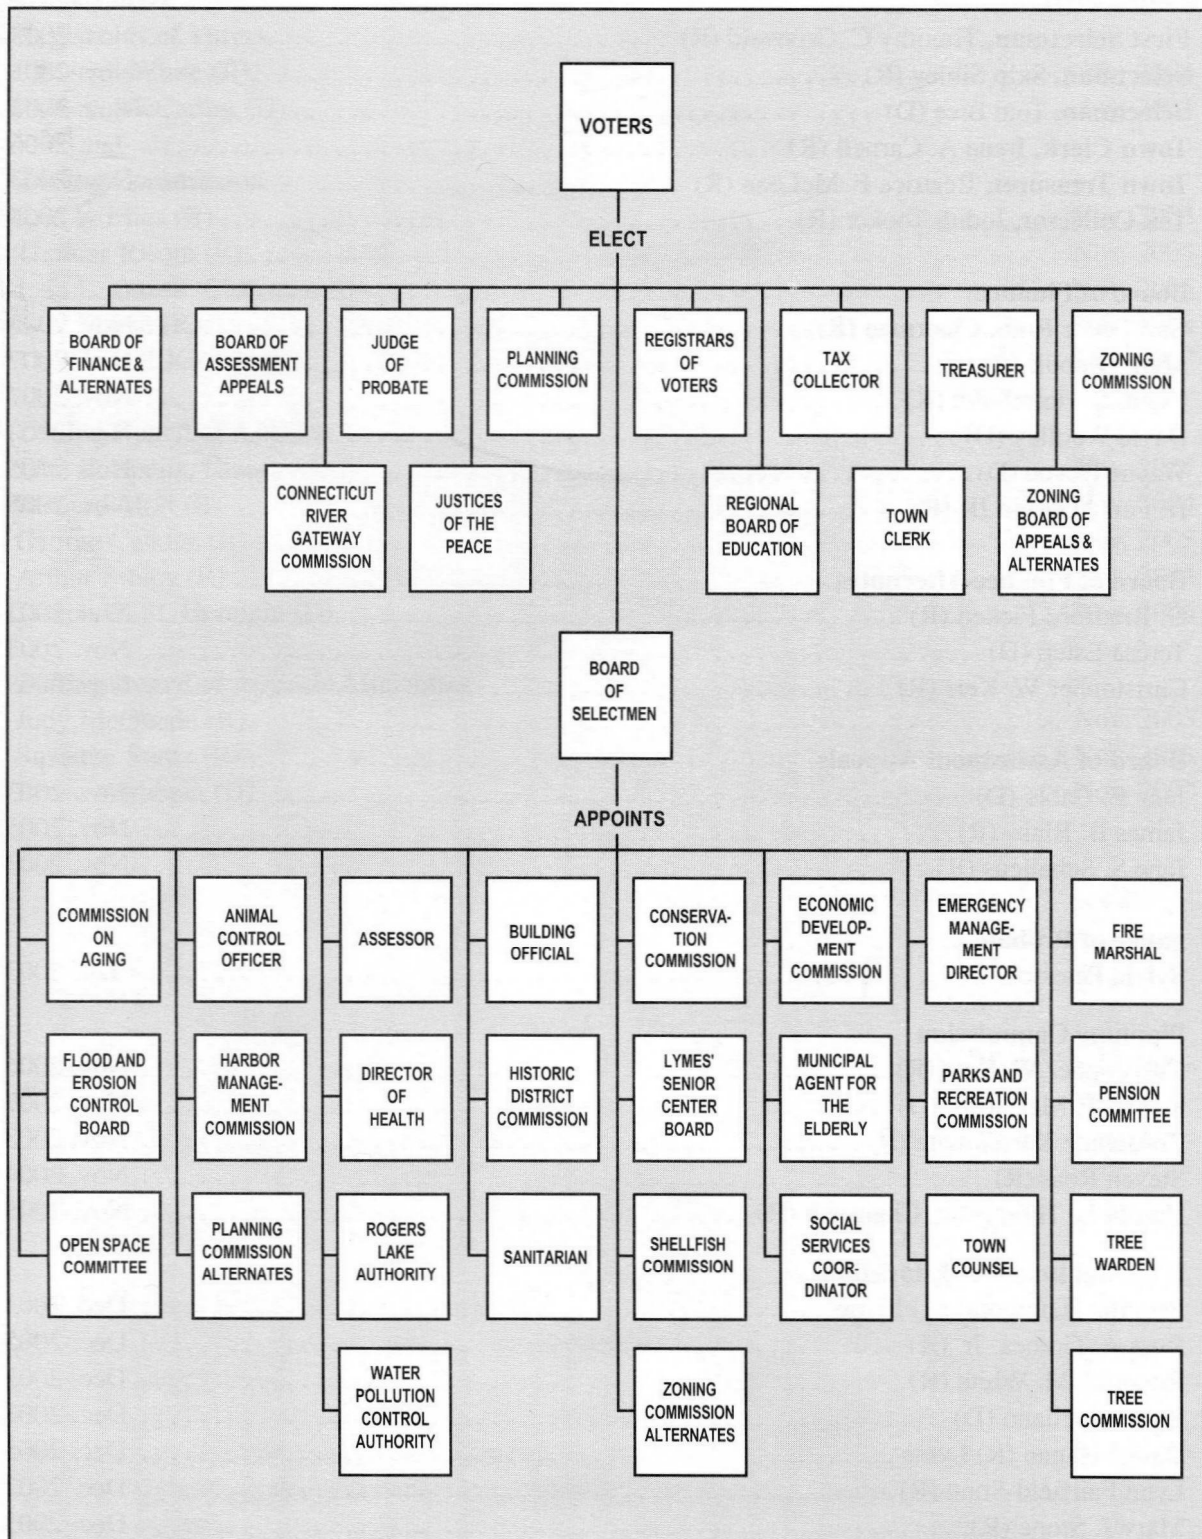 VOTERS
ELECT
BOARD OF
FINANCE &
ALTERNATES
BOARD OF
ASSESSMENT
APPEALS
JUDGE
OF
PROBATE
PLANNING
COMMISSION
REGISTRARS
OF
VOTERS
TAX
COLLECTOR
TREASURER
ZONING
COMMISSION
CONNECTICUT
RIVER
GATEWAY
COMMISSION
JUSTICES
OF THE
PEACE
REGIONAL
BOARD OF
EDUCATION
TOWN
CLERK
ZONING
BOARD OF
APPEALS &
ALTERNATES
BOARD
OF
SELECTMEN
APPOINTS
COMMISSION
ON
AGING
ANIMAL
CONTROL
OFFICER
ASSESSOR
BUILDING
OFFICIAL
CONSERVA-
TION
COMMISSION
ECONOMIC
DEVELOP-
MENT
COMMISSION
EMERGENCY
MANAGE-
MENT
DIRECTOR
FIRE
MARSHAL
FLOOD AND
EROSION
CONTROL
BOARD
HARBOR
MANAGE-
MENT
COMMISSION
DIRECTOR
OF
HEALTH
HISTORIC
DISTRICT
COMMISSION
LYMES'
SENIOR
CENTER
BOARD
MUNICIPAL
AGENT FOR
THE
ELDERLY
PARKS AND
RECREATION
COMMISSION
PENSION
COMMITTEE
OPEN SPACE
COMMITTEE
PLANNING
COMMISSION
ALTERNATES
ROGERS
LAKE
AUTHORITY
SANITARIAN
SHELLFISH
COMMISSION
SOCIAL
SERVICES
COOR-
DINATOR
TOWN
COUNSEL
TREE
WARDEN
WATER
POLLUTION
CONTROL
AUTHORITY
ZONING
COMMISSION
ALTERNATES
TREE
COMMISSION